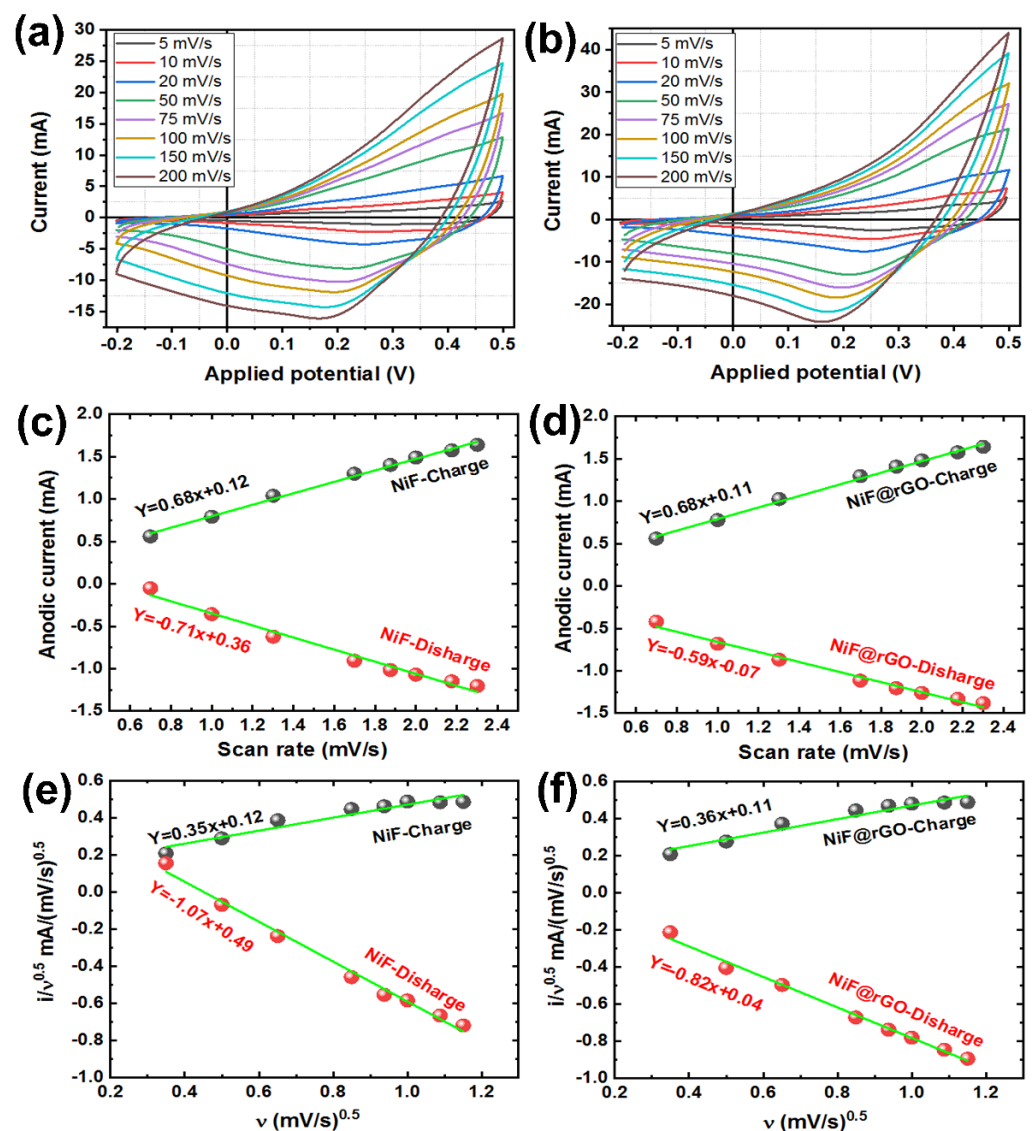 (a)
30
25
20
15
10
5
0
-5
-10
-15
Current (mA)
5 mV/s
10 mV/s
20 mV/s
50 mV/s
75 mV/s
100 mV/s
150 mV/s
200 mV/s
-0.2 -0.1 0.0 0.1 0.2 0.3 0.4 0.5
Applied potential (V)
(b)
40
30
20
10
0
-10
-20
Current (mA)
5 mV/s
10 mV/s
20 mV/s
50 mV/s
75 mV/s
100 mV/s
150 mV/s
200 mV/s
-0.2 -0.1 0.0 0.1 0.2 0.3 0.4 0.5
Applied potential (V)
(c)
2.0
1.5
1.0
0.5
0.0
-0.5
-1.0
-1.5
Anodic current (mA)
Y=0.68x+0.12
NiF-Charge
Y=-0.71x+0.36
NiF-Disharge
0.6 0.8 1.0 1.2 1.4 1.6 1.8 2.0 2.2 2.4
Scan rate (mV/s)
(d)
2.0
1.5
1.0
0.5
0.0
-0.5
-1.0
-1.5
Anodic current (mA)
Y=0.68x+0.11
NiF@rGO-Charge
Y=-0.59x-0.07
NiF@rGO-Disharge
0.6 0.8 1.0 1.2 1.4 1.6 1.8 2.0 2.2 2.4
Scan rate (mV/s)
(e)
0.6
0.4
0.2
0.0
-0.2
-0.4
-0.6
-0.8
-1.0
i/ν^0.5 mA/(mV/s)^0.5
Y=0.35x+0.12
NiF-Charge
Y=-1.07x+0.49
NiF-Disharge
0.2 0.4 0.6 0.8 1.0 1.2
ν (mV/s)^0.5
(f)
0.6
0.4
0.2
0.0
-0.2
-0.4
-0.6
-0.8
-1.0
i/ν^0.5 mA/(mV/s)^0.5
Y=0.36x+0.11
NiF@rGO-Charge
Y=-0.82x+0.04
NiF@rGO-Disharge
0.2 0.4 0.6 0.8 1.0 1.2
ν (mV/s)^0.5